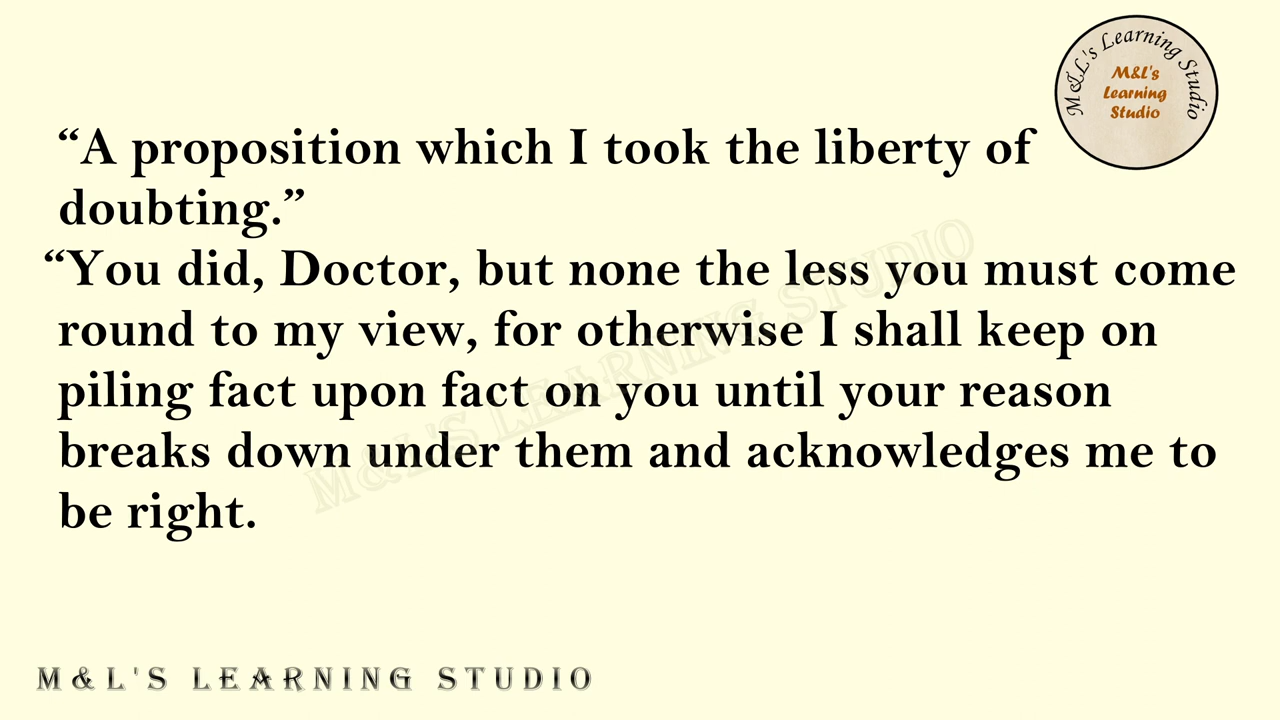 M&L's Learning Studio
M&L's
Learning
Studio
“A proposition which I took the liberty of
doubting.”
“You did, Doctor, but none the less you must come
round to my view, for otherwise I shall keep on
piling fact upon fact on you until your reason
breaks down under them and acknowledges me to
be right.
M&L'S LEARNING STUDIO
M&L'S LEARNING STUDIO